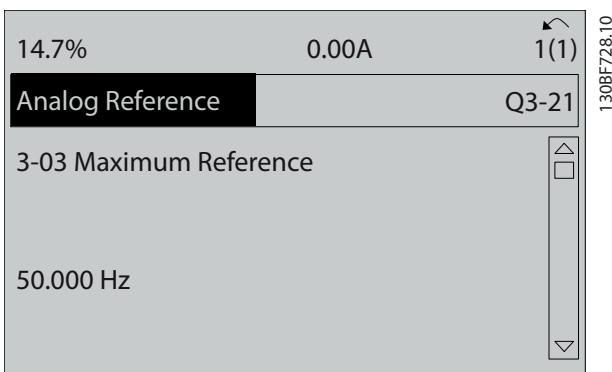 14.7% 0.00A 1(1)
Analog Reference Q3-21
3-03 Maximum Reference
50.000 Hz
130BF728.10